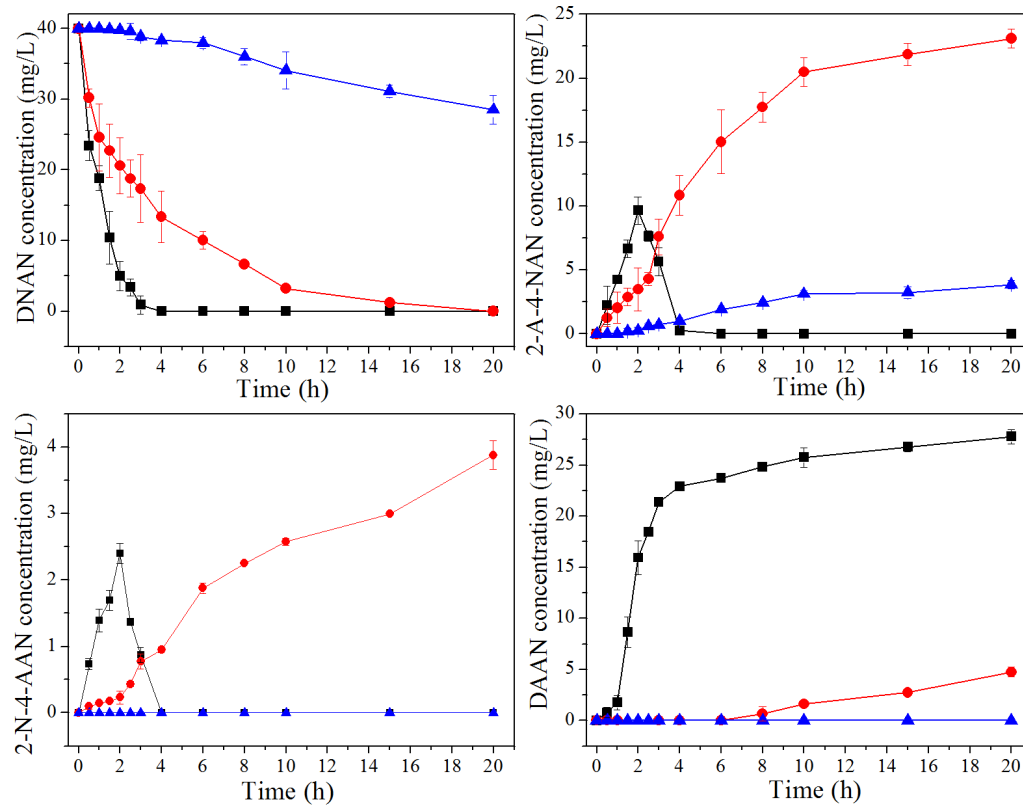 DNAN concentration (mg/L)
40
30
20
10
0
0 2 4 6 8 10 12 14 16 18 20
Time (h)
2-A-4-NAN concentration (mg/L)
25
20
15
10
5
0
0 2 4 6 8 10 12 14 16 18 20
Time (h)
2-N-4-AAN concentration (mg/L)
4
3
2
1
0
0 2 4 6 8 10 12 14 16 18 20
Time (h)
DAAN concentration (mg/L)
30
25
20
15
10
5
0
0 2 4 6 8 10 12 14 16 18 20
Time (h)